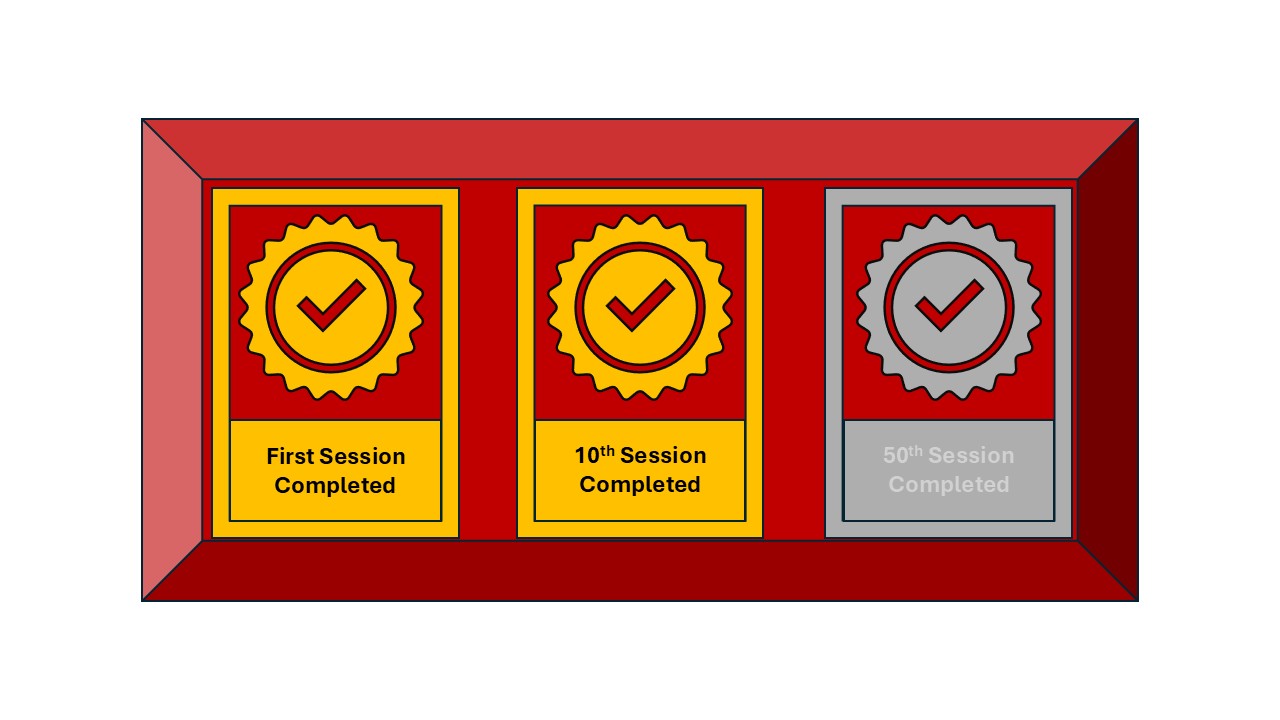 First Session
Completed
10th Session
Completed
50th Session
Completed